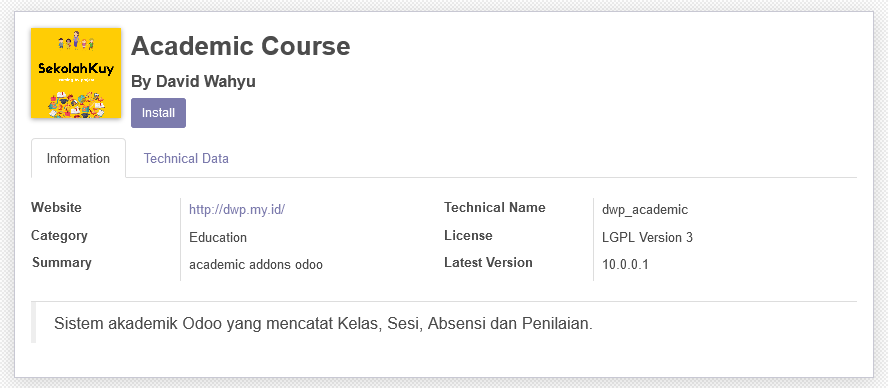 SekolahKuy
Academic Course
By David Wahyu
Install
Information
Technical Data
Website
http://dwp.my.id/
Technical Name
dwp_academic
Category
Education
License
LGPL Version 3
Summary
academic addons odoo
Latest Version
10.0.0.1
Sistem akademik Odoo yang mencatat Kelas, Sesi, Absensi dan Penilaian.